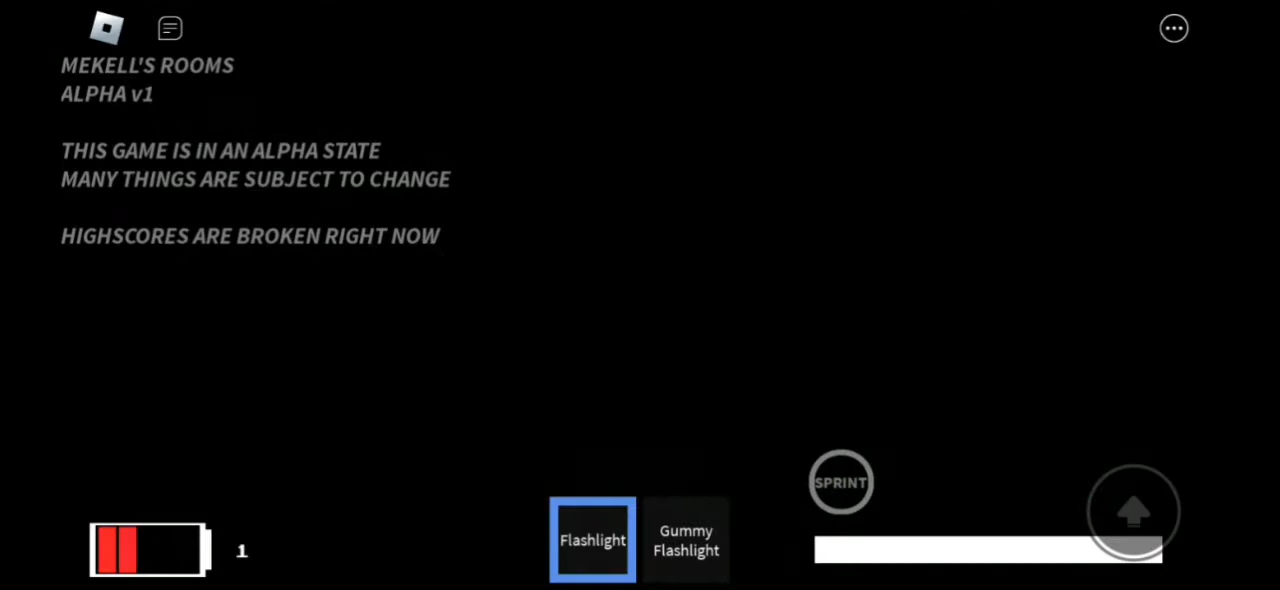 MEKELL'S ROOMS
ALPHA v1
THIS GAME IS IN AN ALPHA STATE
MANY THINGS ARE SUBJECT TO CHANGE
HIGHSCORES ARE BROKEN RIGHT NOW
SPRINT
1
Flashlight
Gummy
Flashlight